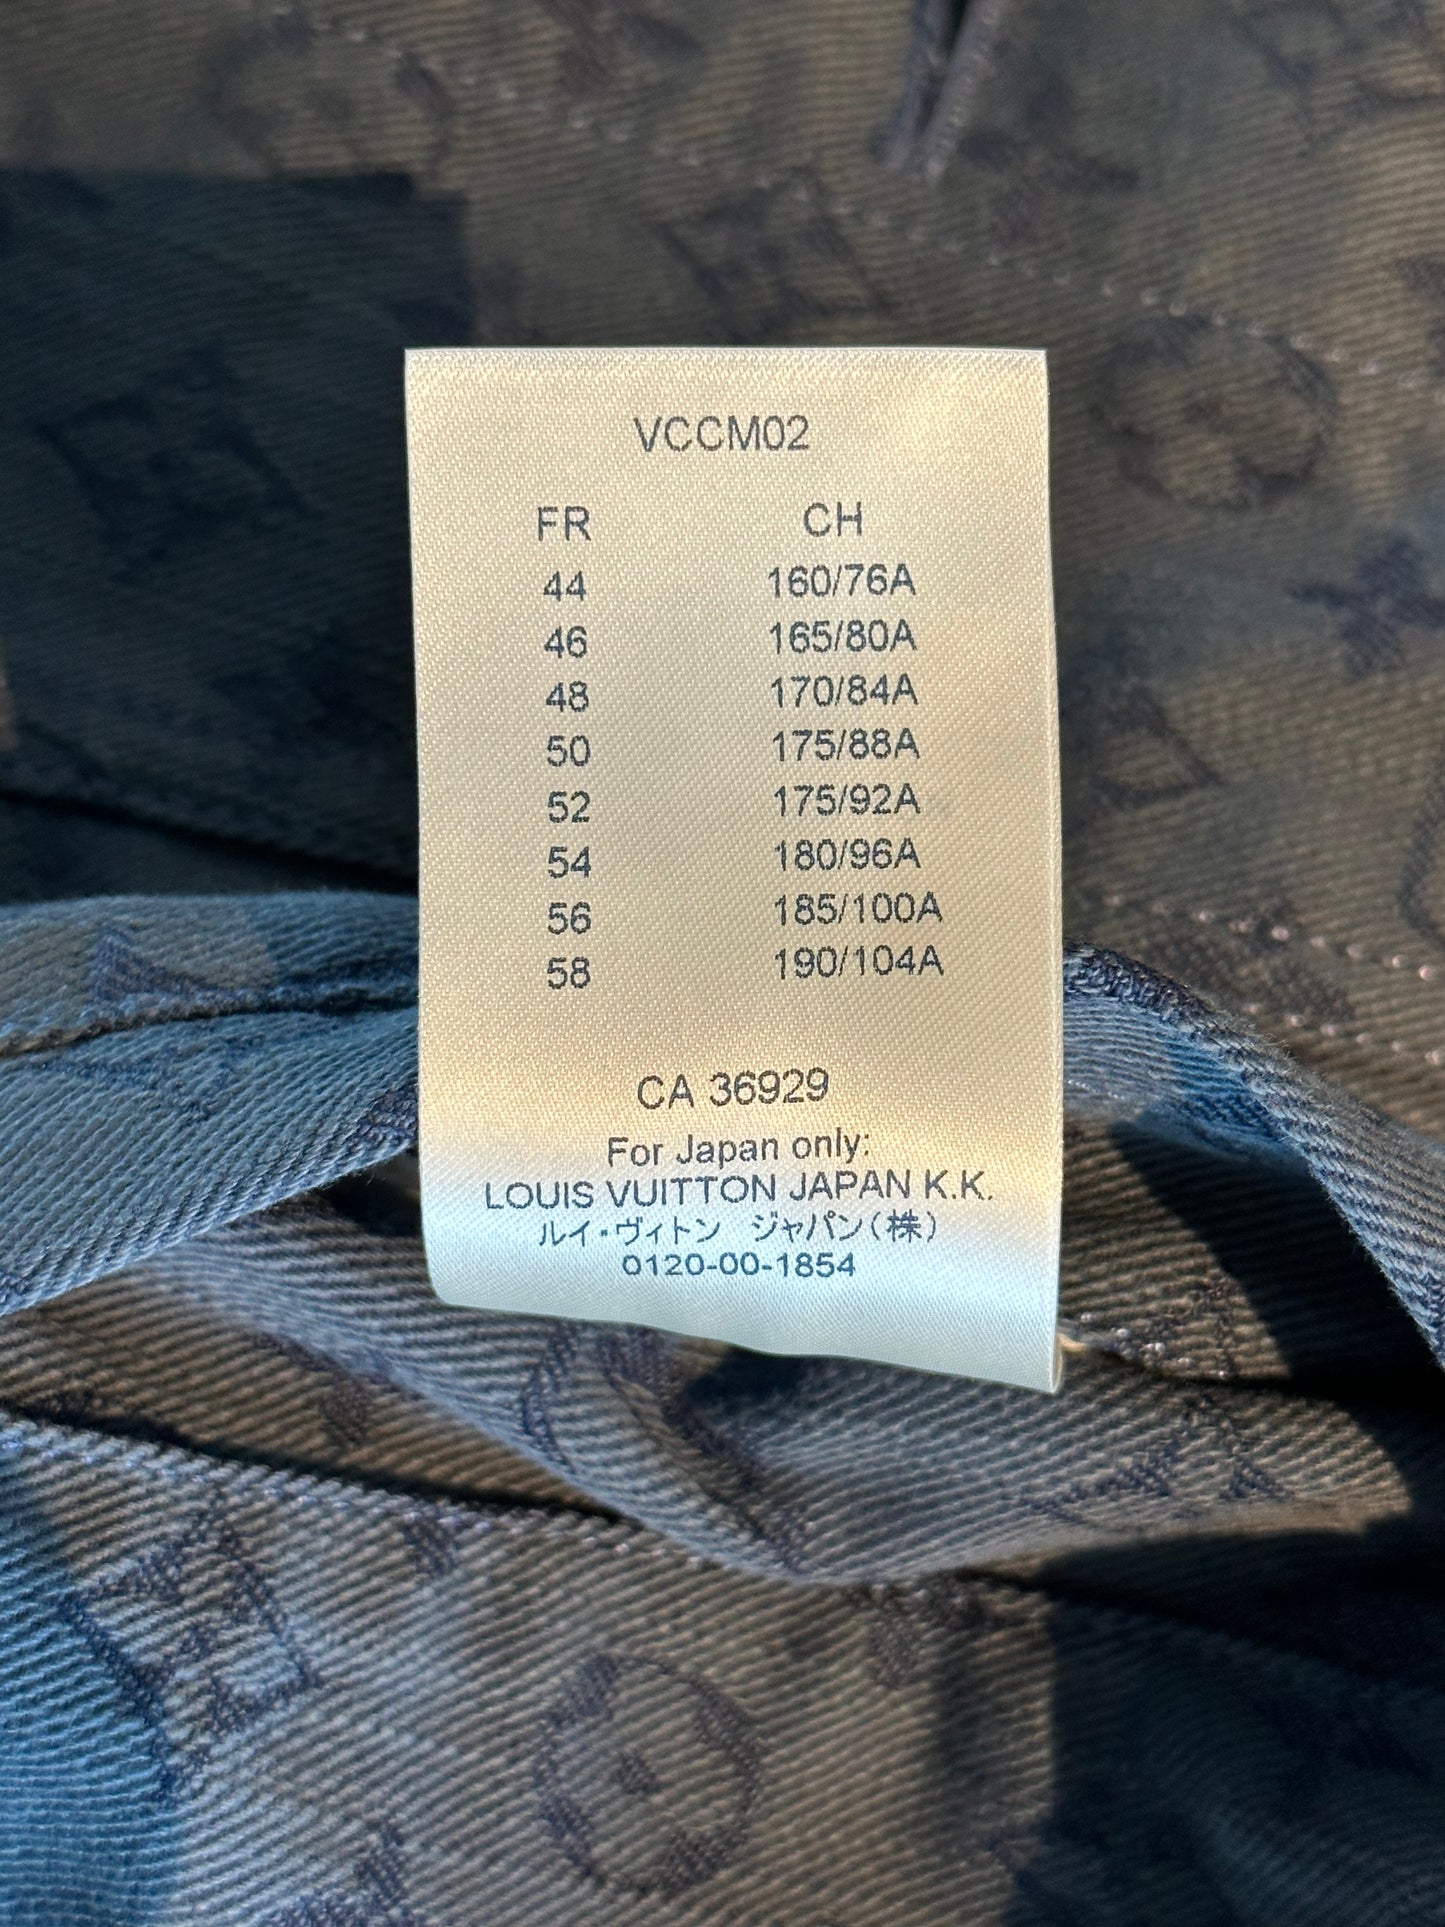 VCCM02
FR CH
44 160/76A
46 165/80A
48 170/84A
50 175/88A
52 175/92A
54 180/96A
56 185/100A
58 190/104A
CA 36929
For Japan only:
LOUIS VUITTON JAPAN K.K.
ルイ・ヴィトン ジャパン(株)
0120-00-1854